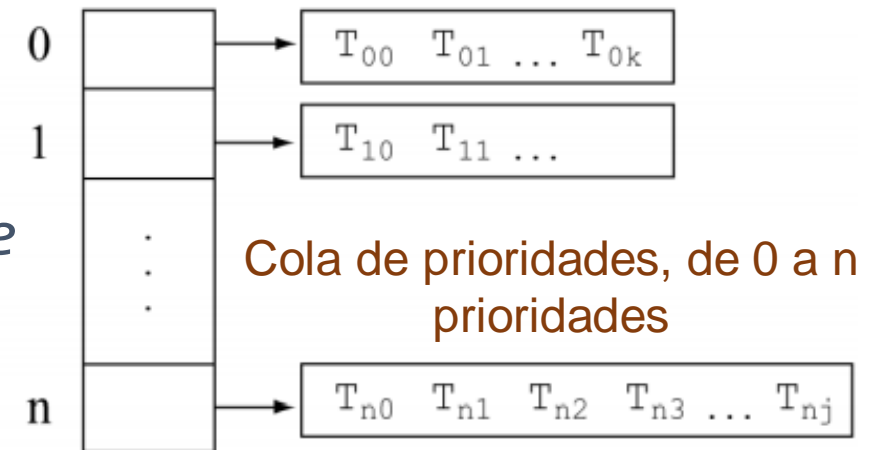 0 T₀₀ T₀₁ ... T₀ₖ
1 T₁₀ T₁₁ ...
e
.
.
.
Cola de prioridades, de 0 a n
prioridades
n Tₙ₀ Tₙ₁ Tₙ₂ Tₙ₃ ... Tₙⱼ